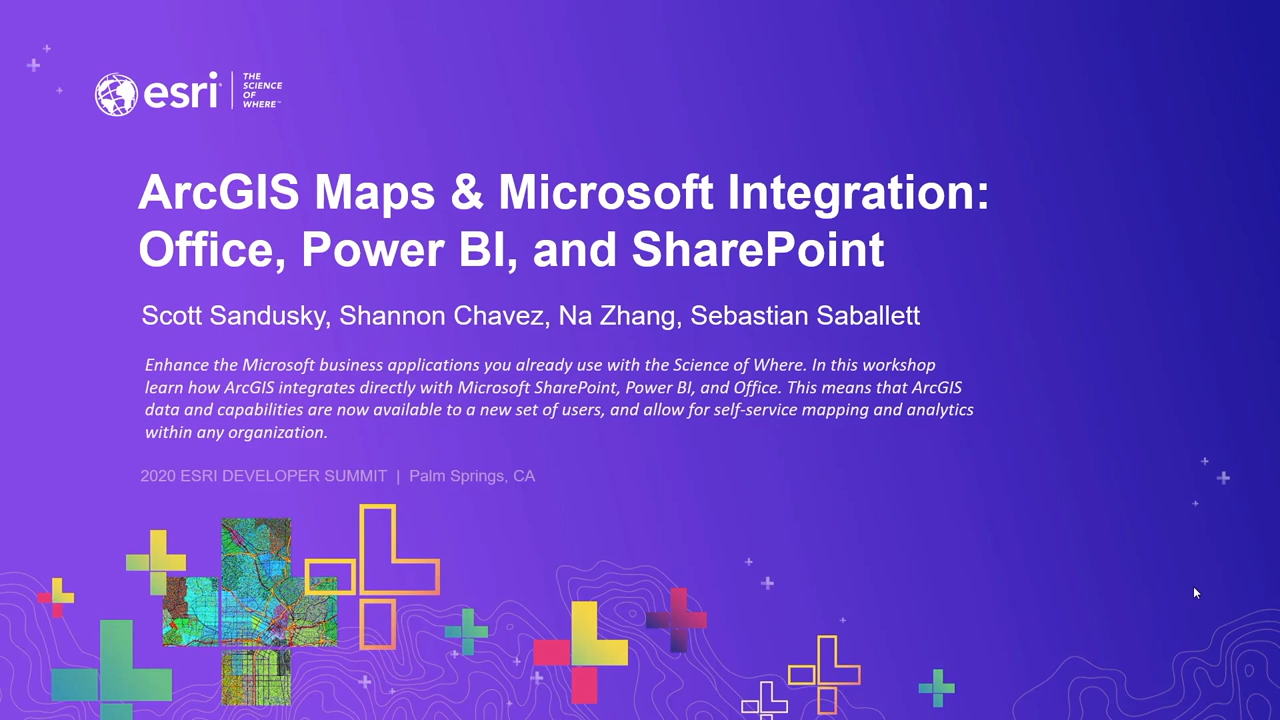 esri
THE
SCIENCE
OF
WHERE™
ArcGIS Maps & Microsoft Integration:
Office, Power BI, and SharePoint
Scott Sandusky, Shannon Chavez, Na Zhang, Sebastian Saballett
Enhance the Microsoft business applications you already use with the Science of Where. In this workshop
learn how ArcGIS integrates directly with Microsoft SharePoint, Power BI, and Office. This means that ArcGIS
data and capabilities are now available to a new set of users, and allow for self-service mapping and analytics
within any organization.
2020 ESRI DEVELOPER SUMMIT | Palm Springs, CA